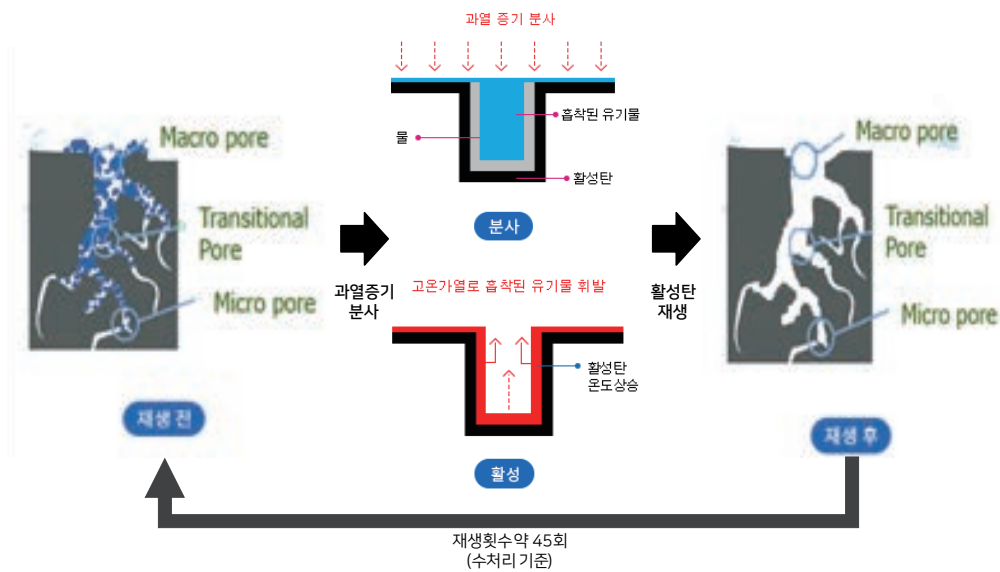 과열 증기 분사
Macro pore
Transitional
Pore
Micro pore
재생 전
과열증기
분사
흡착된 유기물
물
활성탄
분사
고온가열로 흡착된 유기물 휘발
활성탄
온도상승
활성
활성탄
재생
Macro pore
Transitional
Pore
Micro pore
재생 후
재생횟수약 45회
(수처리 기준)